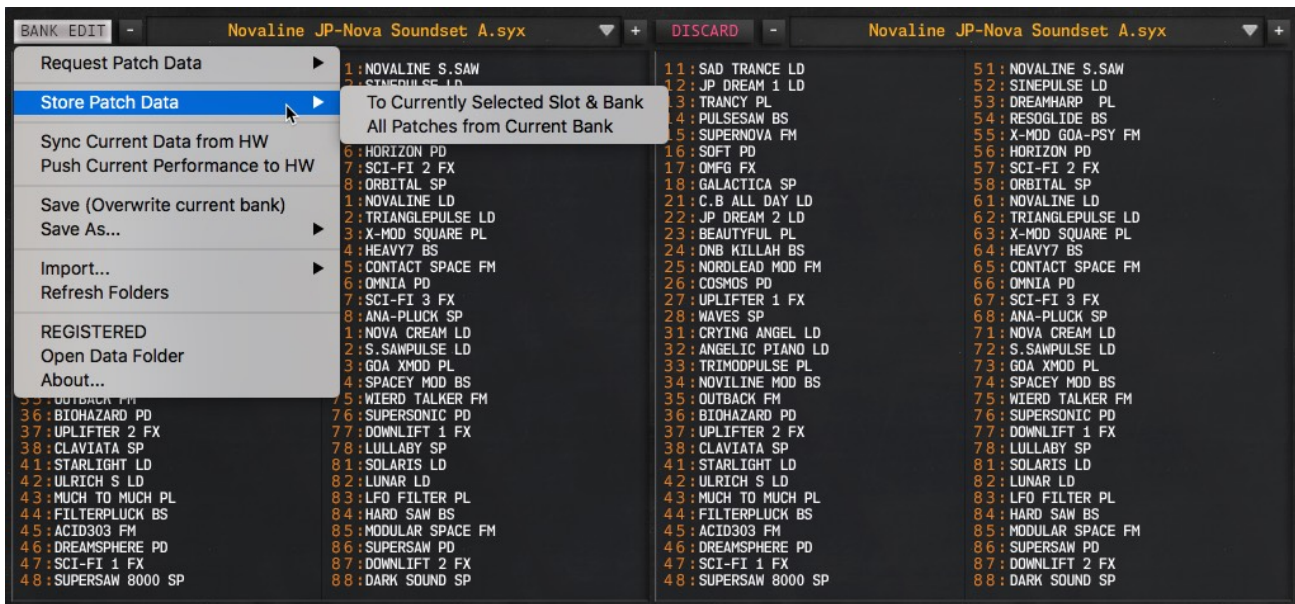 BANK EDIT - Novaline JP-Nova Soundset A.syx + DISCARD - Novaline JP-Nova Soundset A.syx +
Request Patch Data
Store Patch Data
Sync Current Data from HW
Push Current Performance to HW
Save (Overwrite current bank)
Save As...
Import...
Refresh Folders
REGISTERED
Open Data Folder
About...
To Currently Selected Slot & Bank
All Patches from Current Bank
35:OUTBACK FM
36:BIOHAZARD PD
37:UPLIFTER 2 FX
38:CLAVIATA SP
41:STARLIGHT LD
42:ULRICH S LD
43:MUCH TO MUCH PL
44:FILTERPLUCK BS
45:ACID303 FM
46:DREAMSPHERE PD
47:SCI-FI 1 FX
48:SUPERSAW 8000 SP
1:NOVALINE S.SAW
2:SINEPULSE LD
6:HORIZON PD
7:SCI-FI 2 FX
8:ORBITAL SP
1:NOVALINE LD
2:TRIANGLEPULSE LD
3:X-MOD SQUARE PL
4:HEAVY7 BS
5:CONTACT SPACE FM
6:OMNIA PD
7:SCI-FI 3 FX
8:ANA-PLUCK SP
1:NOVA CREAM LD
2:S.SAWPULSE LD
3:GOA XMOD PL
4:SPACEY MOD BS
75:WIERD TALKER FM
76:SUPERSONIC PD
77:DOWNLIFT 1 FX
78:LULLABY SP
81:SOLARIS LD
82:LUNAR LD
83:LFO FILTER PL
84:HARD SAW BS
85:MODULAR SPACE FM
86:SUPERSAW PD
87:DOWNLIFT 2 FX
88:DARK SOUND SP
11:SAD TRANCE LD
12:JP DREAM 1 LD
13:TRANCY PL
14:PULSESAW BS
15:SUPERNOVA FM
16:SOFT PD
17:OMFG FX
18:GALACTICA SP
21:C.B ALL DAY LD
22:JP DREAM 2 LD
23:BEAUTYFUL PL
24:DNB KILLAH BS
25:NORDLEAD MOD FM
26:COSMOS PD
27:UPLIFTER 1 FX
28:WAVES SP
31:CRYING ANGEL LD
32:ANGELIC PIANO LD
33:TRIMODPULSE PL
34:NOVILINE MOD BS
35:OUTBACK FM
36:BIOHAZARD PD
37:UPLIFTER 2 FX
38:CLAVIATA SP
41:STARLIGHT LD
42:ULRICH S LD
43:MUCH TO MUCH PL
44:FILTERPLUCK BS
45:ACID303 FM
46:DREAMSPHERE PD
47:SCI-FI 1 FX
48:SUPERSAW 8000 SP
51:NOVALINE S.SAW
52:SINEPULSE LD
53:DREAMHARP PL
54:RESOGLIDE BS
55:X-MOD GOA-PSY FM
56:HORIZON PD
57:SCI-FI 2 FX
58:ORBITAL SP
61:NOVALINE LD
62:TRIANGLEPULSE LD
63:X-MOD SQUARE PL
64:HEAVY7 BS
65:CONTACT SPACE FM
66:OMNIA PD
67:SCI-FI 3 FX
68:ANA-PLUCK SP
71:NOVA CREAM LD
72:S.SAWPULSE LD
73:GOA XMOD PL
74:SPACEY MOD BS
75:WIERD TALKER FM
76:SUPERSONIC PD
77:DOWNLIFT 1 FX
78:LULLABY SP
81:SOLARIS LD
82:LUNAR LD
83:LFO FILTER PL
84:HARD SAW BS
85:MODULAR SPACE FM
86:SUPERSAW PD
87:DOWNLIFT 2 FX
88:DARK SOUND SP